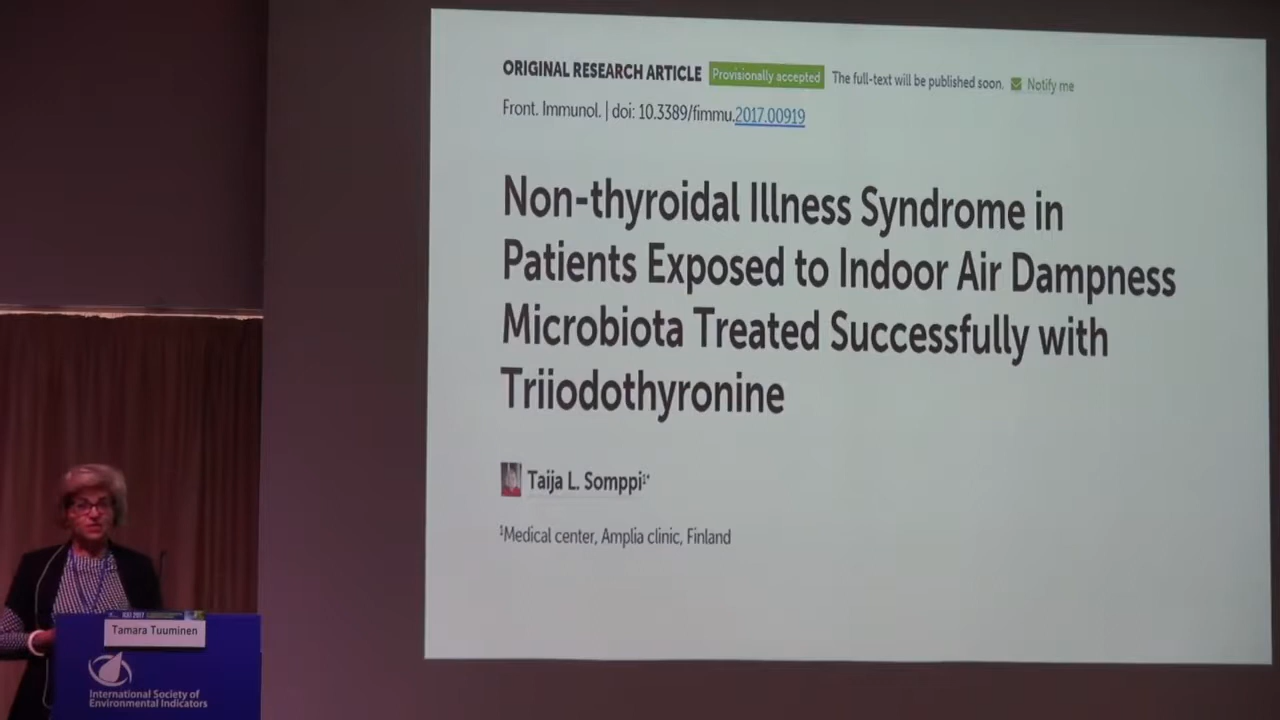 ORIGINAL RESEARCH ARTICLE Provisionally accepted The full-text will be published soon. Notify me
Front. Immunol. | doi: 10.3389/fimmu.2017.00919
Non-thyroidal Illness Syndrome in
Patients Exposed to Indoor Air Dampness
Microbiota Treated Successfully with
Triiodothyronine
Taija L. Somppi1*
1Medical center, Amplia clinic, Finland
Tamara Tuuminen
International Society of
Environmental Indicators